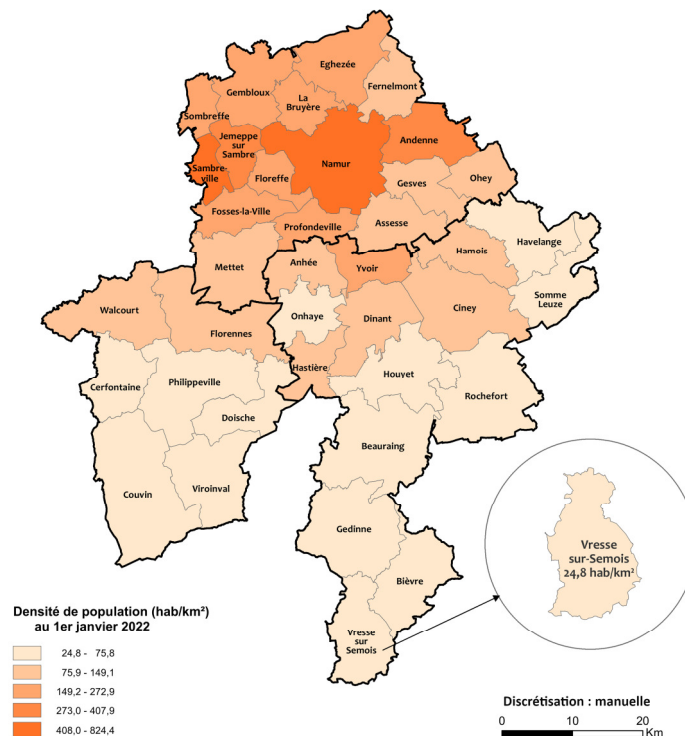 Eghezée
Gembloux
Fernelmont
La
Bruyère
Sombreffe
Jemeppe
sur
Sambre
Andenne
Namur
Sambre-
ville
Floreffe
Gesves
Ohey
Fosses-la-Ville
Assesse
Profondeville
Havelange
Hamois
Mettet
Anhée
Yvoir
Somme
Leuze
Walcourt
Onhaye
Dinant
Ciney
Florennes
Hastière
Houyet
Cerfontaine
Philippeville
Rochefort
Doische
Beauraing
Couvin
Viroinval
Gedinne
Vresse
sur-Semois
24,8 hab/km²
Bièvre
Vresse
sur
Semois
Densité de population (hab/km²)
au 1er janvier 2022
24,8 - 75,8
75,9 - 149,1
149,2 - 272,9
273,0 - 407,9
408,0 - 824,4
Discrétisation : manuelle
0 10 20
Km